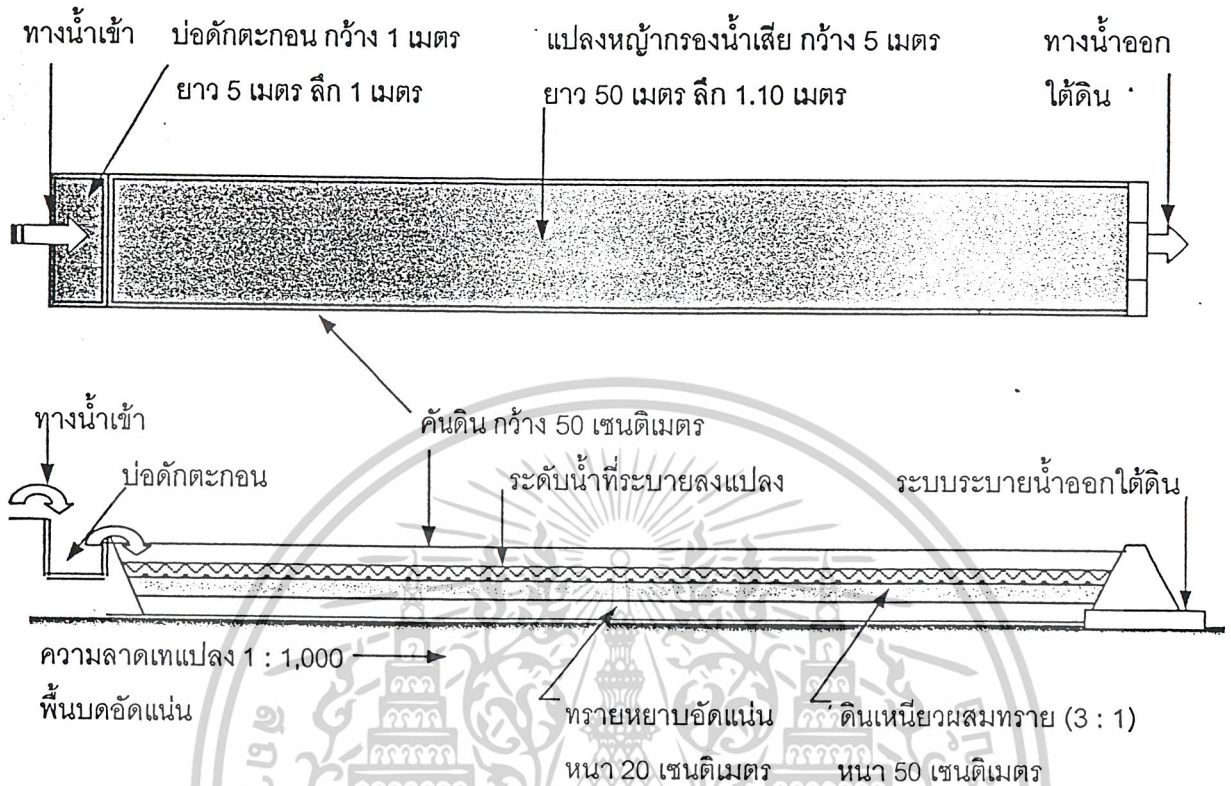 ทางน้ำเข้า
บ่อดักตะกอน กว้าง 1 เมตร
ยาว 5 เมตร ลึก 1 เมตร
แปลงหญ้ากรองน้ำเสีย กว้าง 5 เมตร
ยาว 50 เมตร ลึก 1.10 เมตร
ทางน้ำออก
ใต้ดิน
ทางน้ำเข้า
บ่อดักตะกอน
คันดิน กว้าง 50 เซนติเมตร
ระดับน้ำที่ระบายลงแปลง
ระบบระบายน้ำออกใต้ดิน
ความลาดเทแปลง 1 : 1,000
พื้นบดอัดแน่น
ทรายหยาบอัดแน่น
หนา 20 เซนติเมตร
ดินเหนียวผสมทราย (3 : 1)
หนา 50 เซนติเมตร